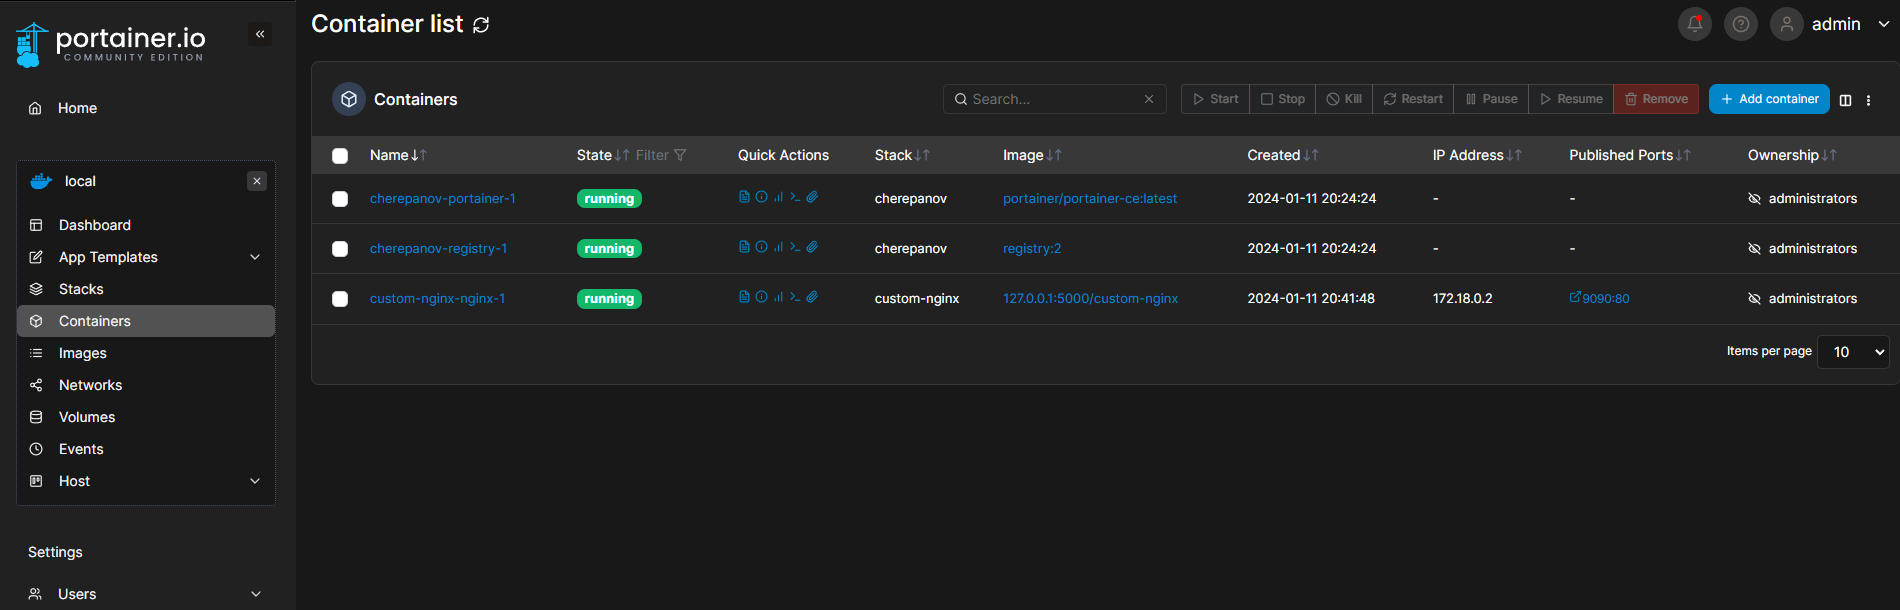 portainer.io
COMMUNITY EDITION
Home
local
Dashboard
App Templates
Stacks
Containers
Images
Networks
Volumes
Events
Host
Settings
Users
Container list
admin
Containers
Search...
Start Stop Kill Restart Pause Resume Remove Add container
Name State Filter Quick Actions Stack Image Created IP Address Published Ports Ownership
cherepanov-portainer-1 running cherepanov portainer/portainer-ce:latest 2024-01-11 20:24:24 - - administrators
cherepanov-registry-1 running cherepanov registry:2 2024-01-11 20:24:24 - - administrators
custom-nginx-nginx-1 running custom-nginx 127.0.0.1:5000/custom-nginx 2024-01-11 20:41:48 172.18.0.2 9090:80 administrators
Items per page 10